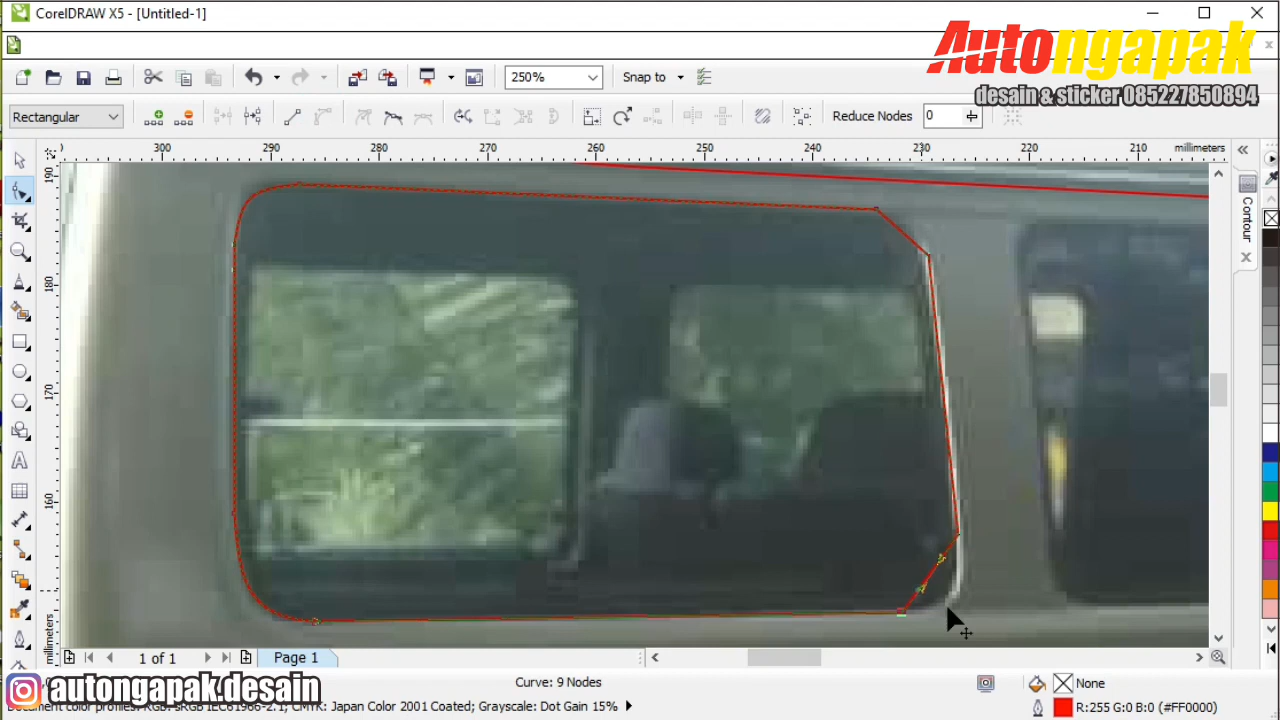 CorelDRAW X5 - [Untitled-1]
Autongapak
desain & sticker 085227850894
250%
Snap to
Rectangular
Reduce Nodes
0
300
290
280
270
260
250
240
230
220
210
millimeters
190
180
170
160
millimeters
Contour
1 of 1
Page 1
autongapak.desain
Curve: 9 Nodes
None
Document color profiles: RGB: sRGB IEC61966-2.1; CMYK: Japan Color 2001 Coated; Grayscale: Dot Gain 15%
R:255 G:0 B:0 (#FF0000)